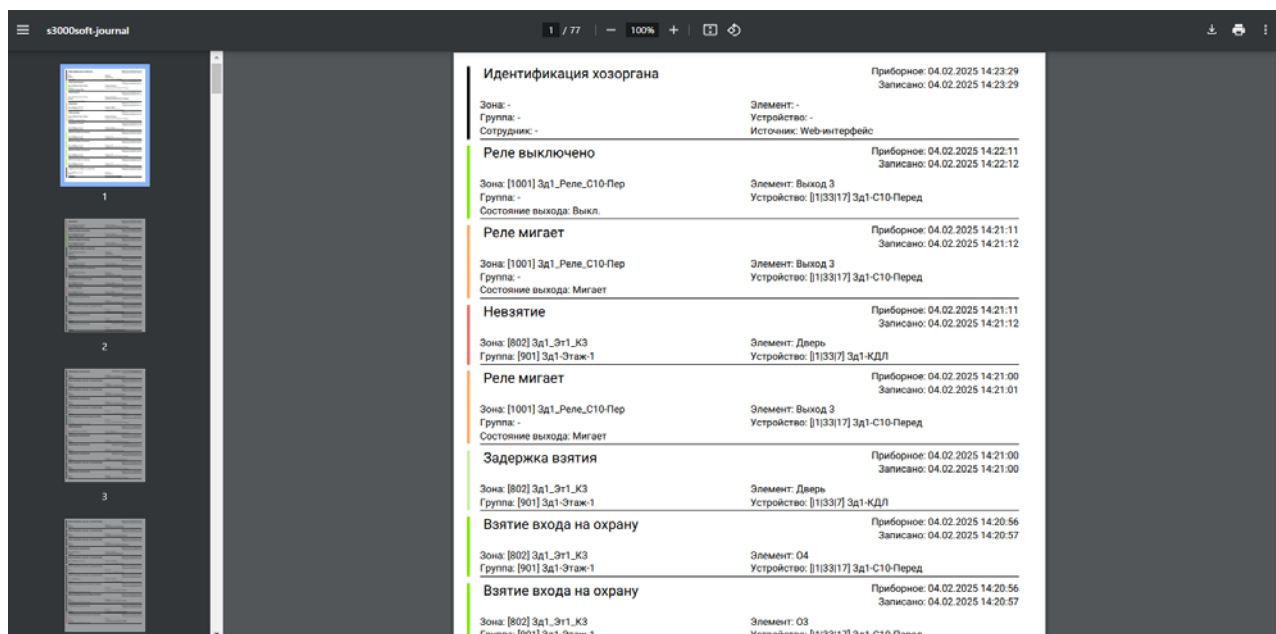 s3000soft-journal
1 / 77 100%
1
2
3
Идентификация хозоргана
Приборное: 04.02.2025 14:23:29
Записано: 04.02.2025 14:23:29
Зона: - Элемент: -
Группа: - Устройство: -
Сотрудник: - Источник: Web-интерфейс
Реле выключено
Приборное: 04.02.2025 14:22:11
Записано: 04.02.2025 14:22:12
Зона: [1001] Зд1_Реле_С10-Пер Элемент: Выход 3
Группа: - Устройство: [|1|33|17] Зд1-С10-Перед
Состояние выхода: Выкл.
Реле мигает
Приборное: 04.02.2025 14:21:11
Записано: 04.02.2025 14:21:12
Зона: [1001] Зд1_Реле_С10-Пер Элемент: Выход 3
Группа: - Устройство: [|1|33|17] Зд1-С10-Перед
Состояние выхода: Мигает
Невзятие
Приборное: 04.02.2025 14:21:11
Записано: 04.02.2025 14:21:12
Зона: [802] Зд1_Эт1_КЗ Элемент: Дверь
Группа: [901] Зд1-Этаж-1 Устройство: [|1|33|7] Зд1-КДЛ
Реле мигает
Приборное: 04.02.2025 14:21:00
Записано: 04.02.2025 14:21:01
Зона: [1001] Зд1_Реле_С10-Пер Элемент: Выход 3
Группа: - Устройство: [|1|33|17] Зд1-С10-Перед
Состояние выхода: Мигает
Задержка взятия
Приборное: 04.02.2025 14:21:00
Записано: 04.02.2025 14:21:00
Зона: [802] Зд1_Эт1_КЗ Элемент: Дверь
Группа: [901] Зд1-Этаж-1 Устройство: [|1|33|7] Зд1-КДЛ
Взятие входа на охрану
Приборное: 04.02.2025 14:20:56
Записано: 04.02.2025 14:20:57
Зона: [802] Зд1_Эт1_КЗ Элемент: О4
Группа: [901] Зд1-Этаж-1 Устройство: [|1|33|17] Зд1-С10-Перед
Взятие входа на охрану
Приборное: 04.02.2025 14:20:56
Записано: 04.02.2025 14:20:57
Зона: [802] Зд1_Эт1_КЗ Элемент: О3